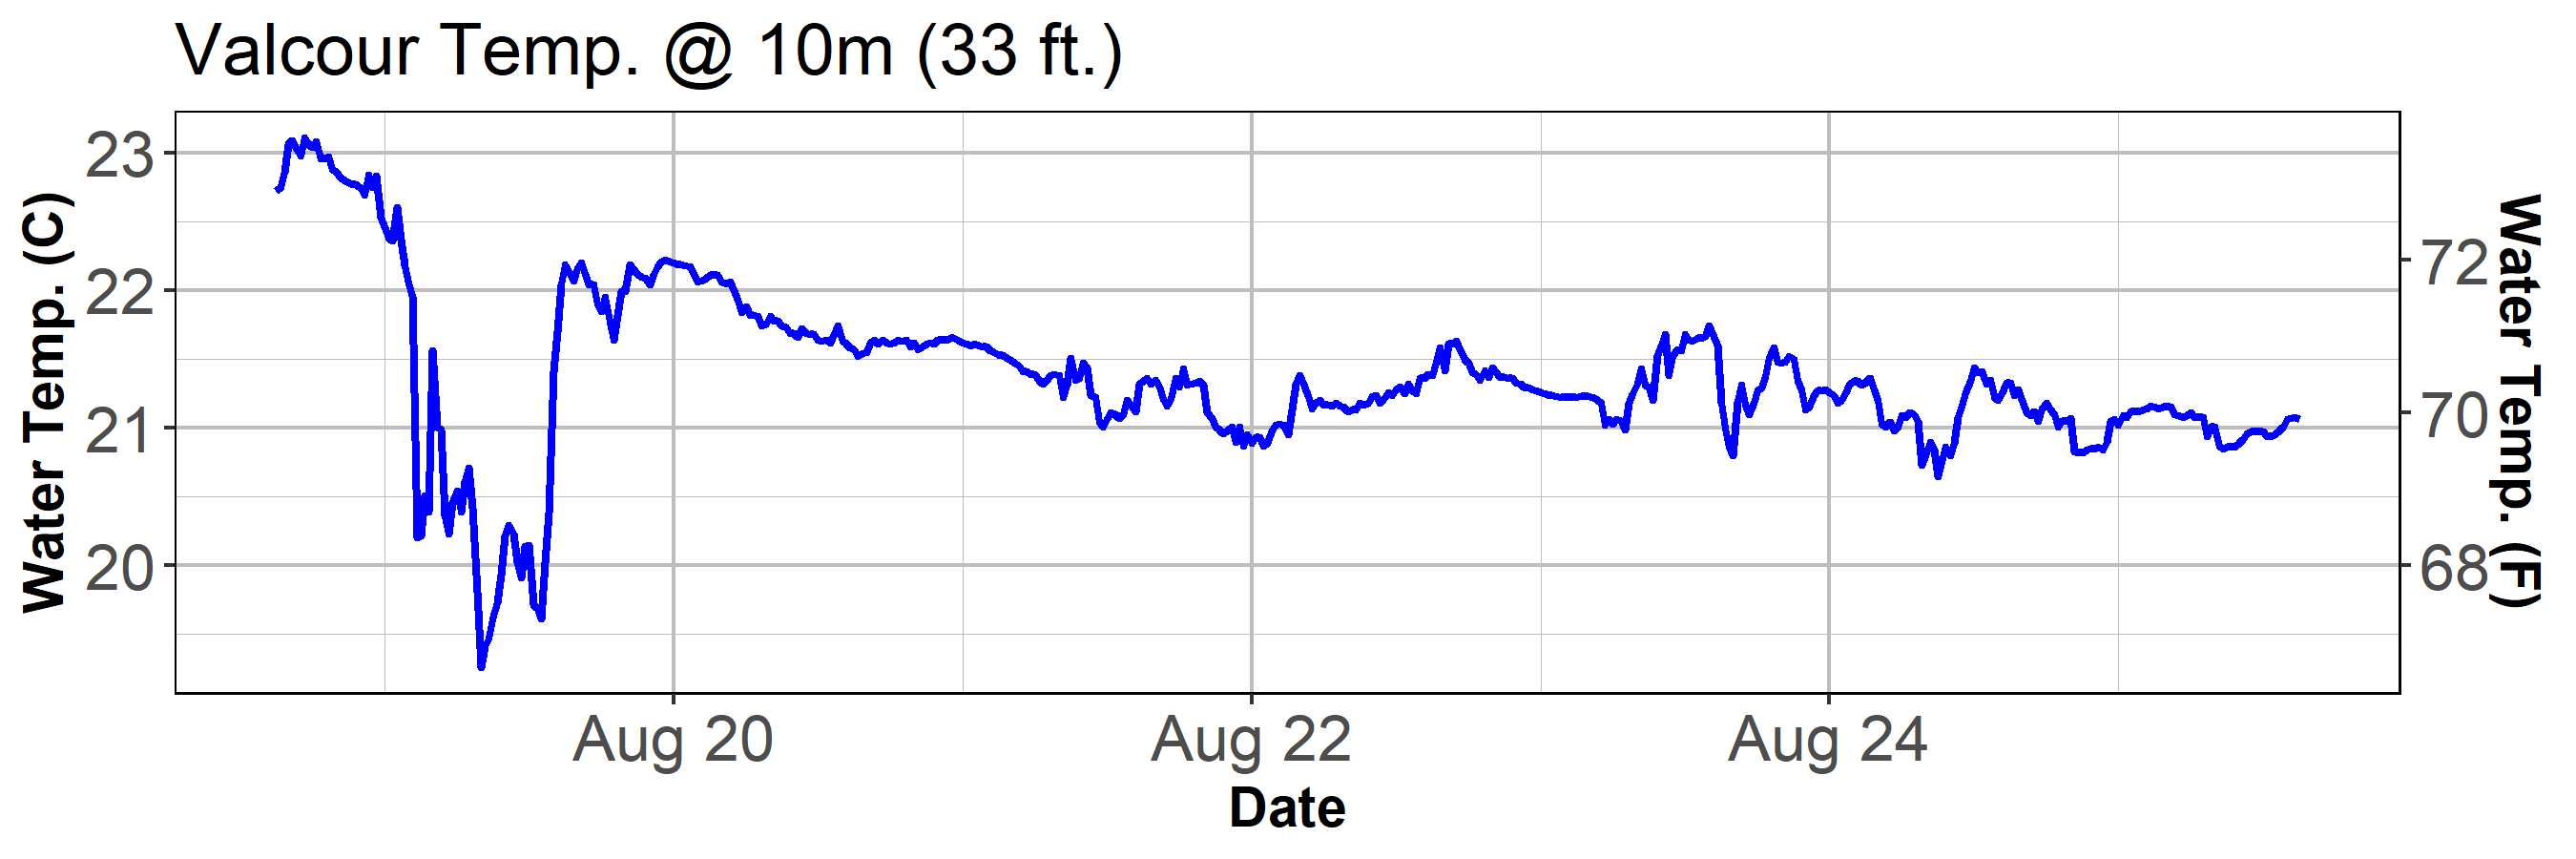 Valcour Temp. @ 10m (33 ft.)
Water Temp. (C)
23
22
21
20
72
70
68
Water Temp. (F)
Aug 20 Aug 22 Aug 24
Date